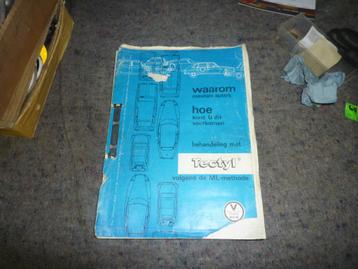 waarom
roesten auto's
hoe
kunt U dit
voorkomen
behandeling met
Tectyl
volgens de ML-methode
V